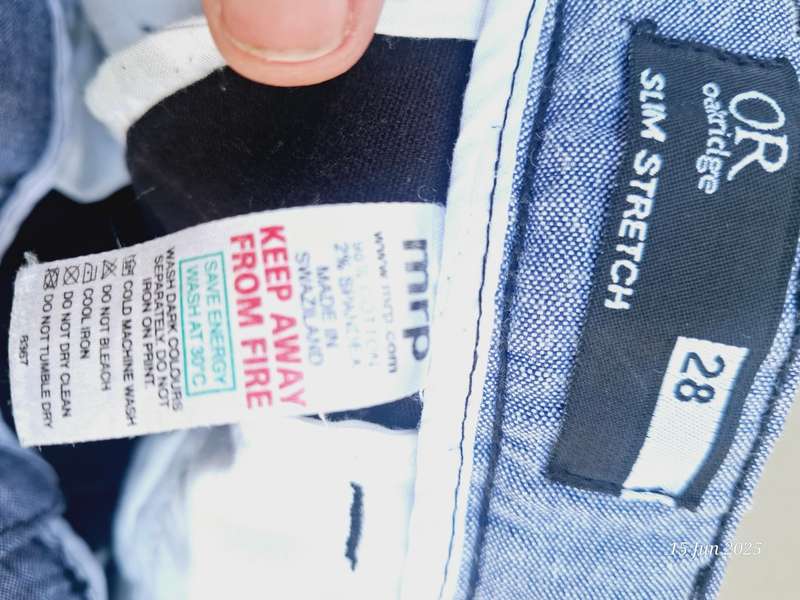 OR
oakridge
SLIM STRETCH
28
mrp
www.mrp.com
98% COTTON
2% SPANDEX
MADE IN
SWAZILAND
KEEP AWAY
FROM FIRE
SAVE ENERGY
WASH AT 30°C
WASH DARK COLOURS
SEPARATELY. DO NOT
IRON ON PRINT.
COLD MACHINE WASH
DO NOT BLEACH
COOL IRON
DO NOT DRY CLEAN
DO NOT TUMBLE DRY
R367
15 Jun 2025